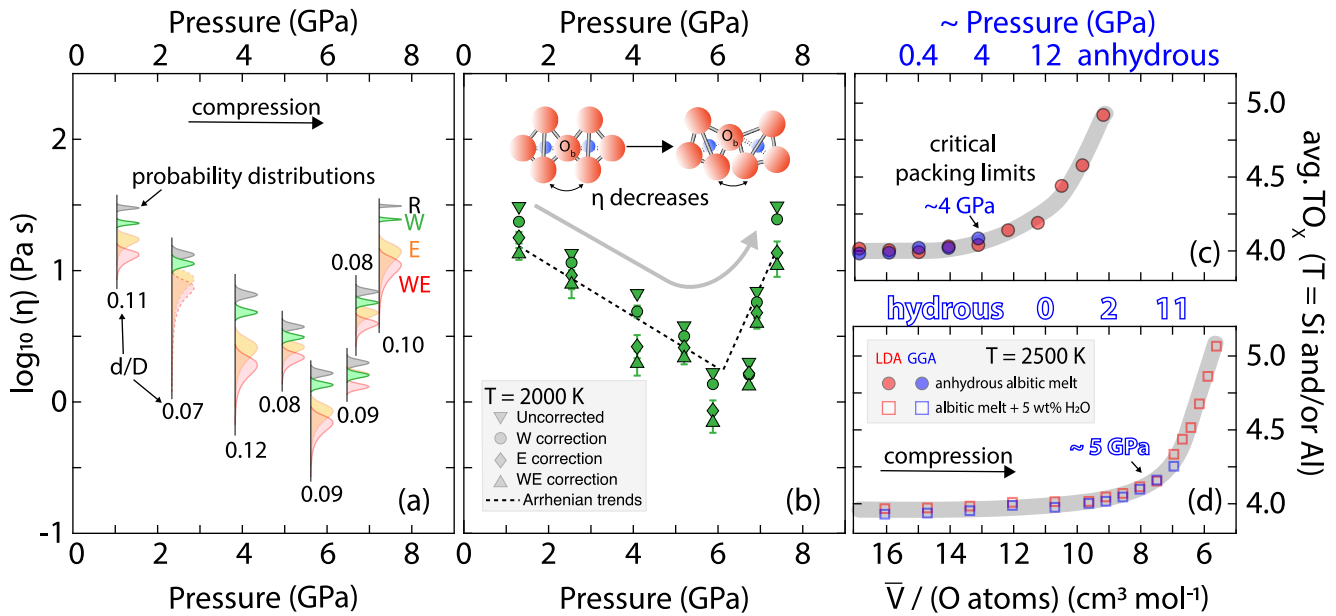 Pressure (GPa)
0 2 4 6 8
compression
probability distributions
R
W
E
WE
0.11
d/D
0.07
0.12
0.08
0.09
0.09
0.08
0.10
2
1
0
-1
log₁₀ (η) (Pa s)
(a)
0 2 4 6 8
Pressure (GPa)
Pressure (GPa)
0 2 4 6 8
O_b
O_b
η decreases
T = 2000 K
Uncorrected
W correction
E correction
WE correction
Arrhenian trends
(b)
0 2 4 6 8
Pressure (GPa)
~ Pressure (GPa)
0.4 4 12 anhydrous
critical
packing limits
~4 GPa
(c)
5.0
4.5
4.0
hydrous 0 2 11
LDA GGA T = 2500 K
anhydrous albitic melt
albitic melt + 5 wt% H₂O
~ 5 GPa
compression
(d)
5.0
4.5
4.0
avg. TOₓ (T = Si and/or Al)
16 14 12 10 8 6
V̅ / (O atoms) (cm³ mol⁻¹)